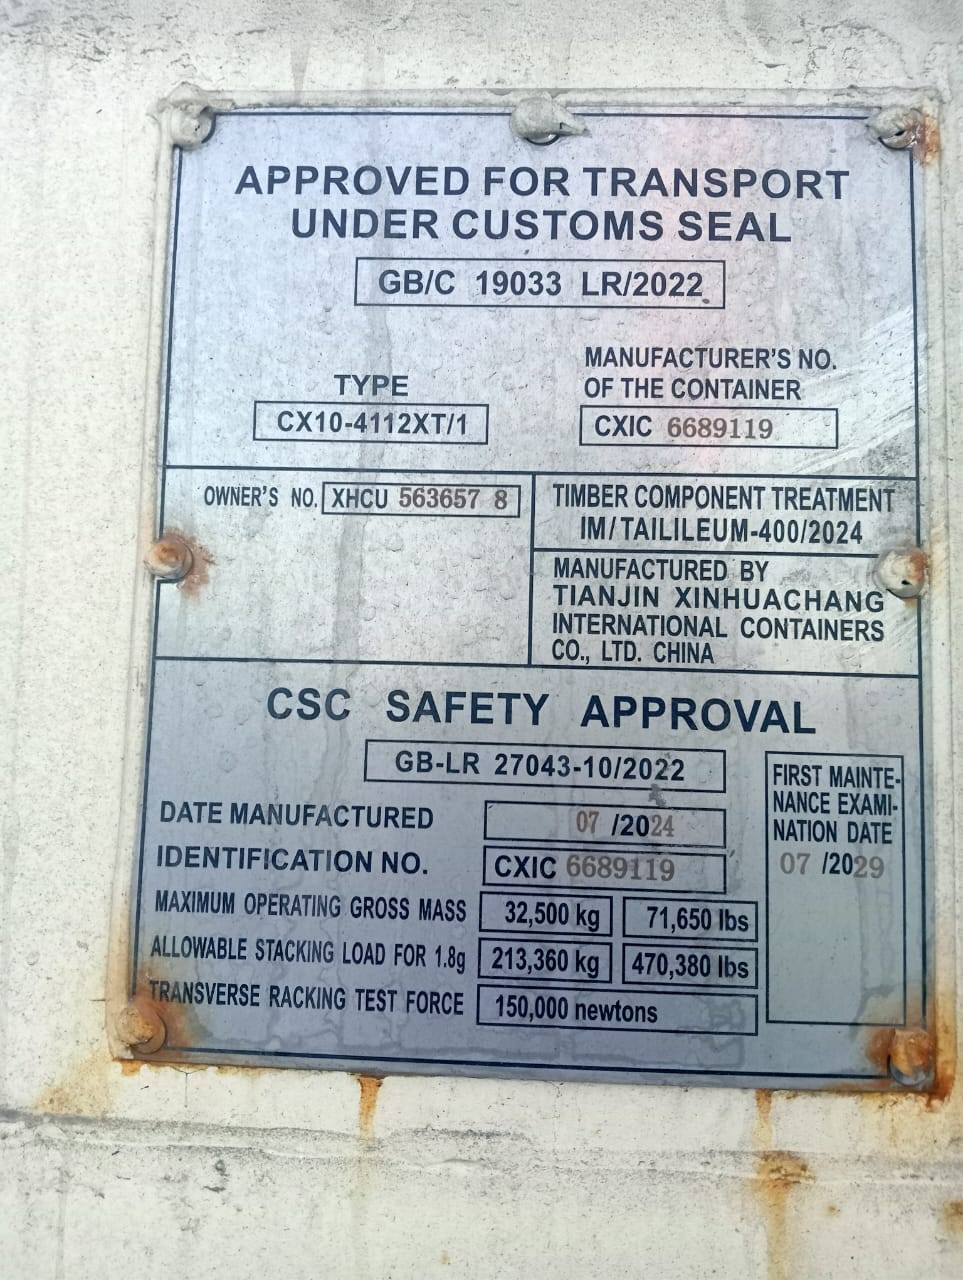 APPROVED FOR TRANSPORT
UNDER CUSTOMS SEAL
GB/C 19033 LR/2022
TYPE
CX10-4112XT/1
MANUFACTURER'S NO.
OF THE CONTAINER
CXIC 6689119
OWNER'S NO. XHCU 563657 8
TIMBER COMPONENT TREATMENT
IM/TAILILEUM-400/2024
MANUFACTURED BY
TIANJIN XINHUACHANG
INTERNATIONAL CONTAINERS
CO., LTD. CHINA
CSC SAFETY APPROVAL
GB-LR 27043-10/2022
DATE MANUFACTURED 07 /2024
IDENTIFICATION NO. CXIC 6689119
MAXIMUM OPERATING GROSS MASS 32,500 kg 71,650 lbs
ALLOWABLE STACKING LOAD FOR 1.8g 213,360 kg 470,380 lbs
TRANSVERSE RACKING TEST FORCE 150,000 newtons
FIRST MAINTE-
NANCE EXAMI-
NATION DATE
07 /2029